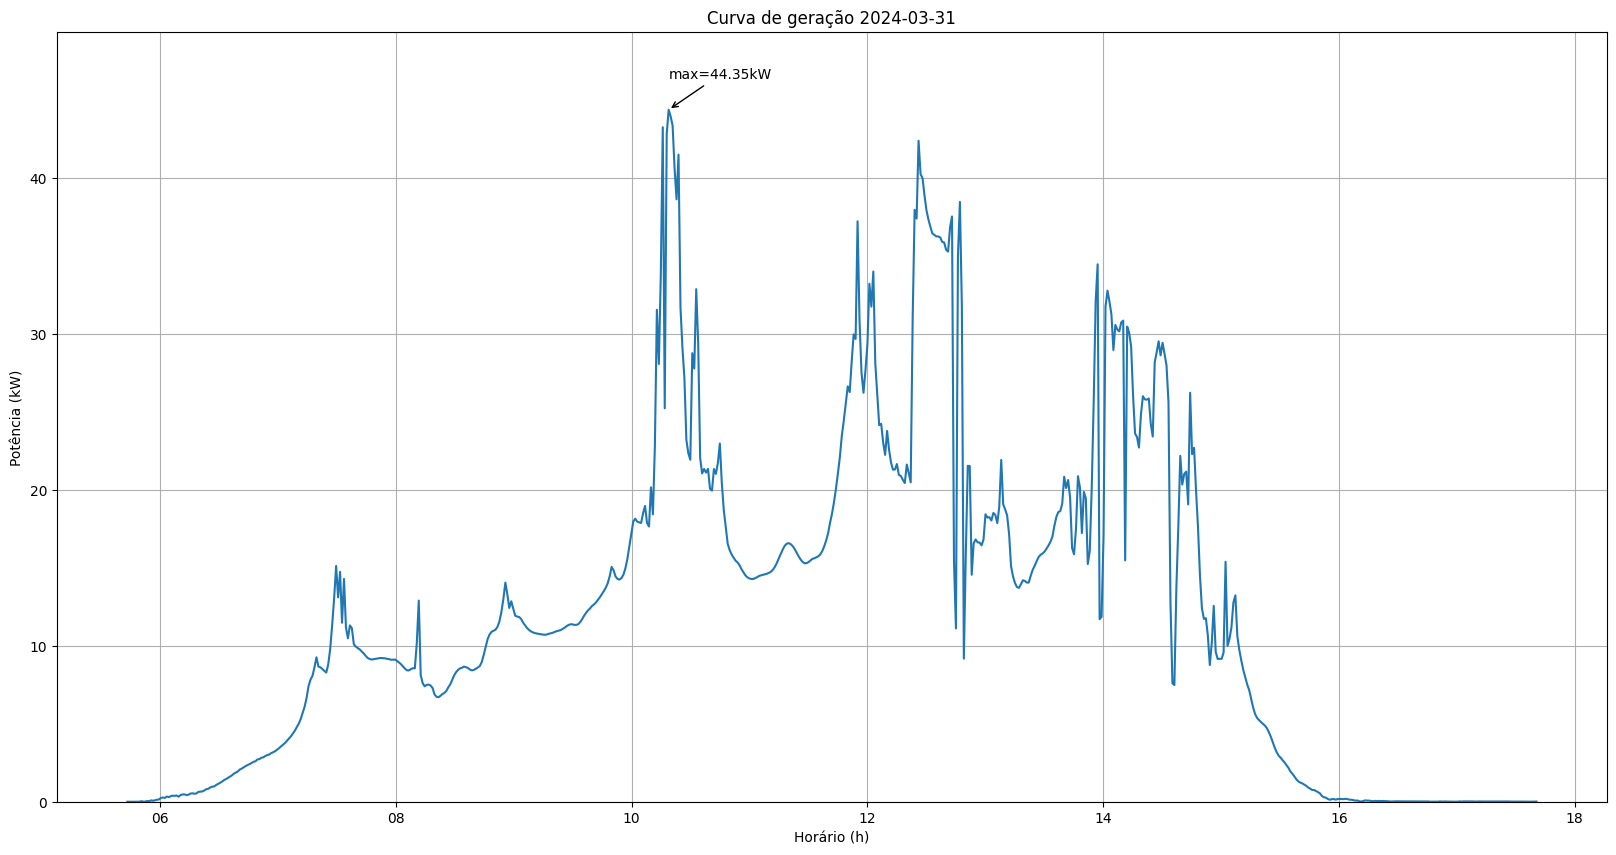 Curva de geração 2024-03-31
max=44.35kW
Potência (kW)
40
30
20
10
0
06 08 10 12 14 16 18
Horário (h)